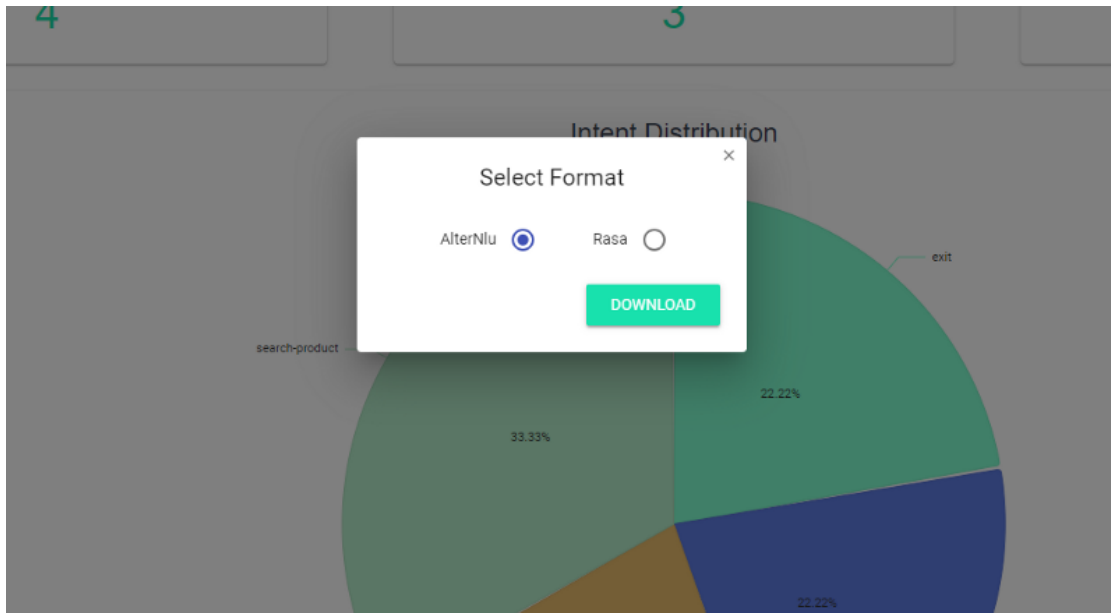 4
3
Intent Distribution
×
Select Format
AlterNlu
Rasa
DOWNLOAD
exit
search-product
22.22%
33.33%
22.22%